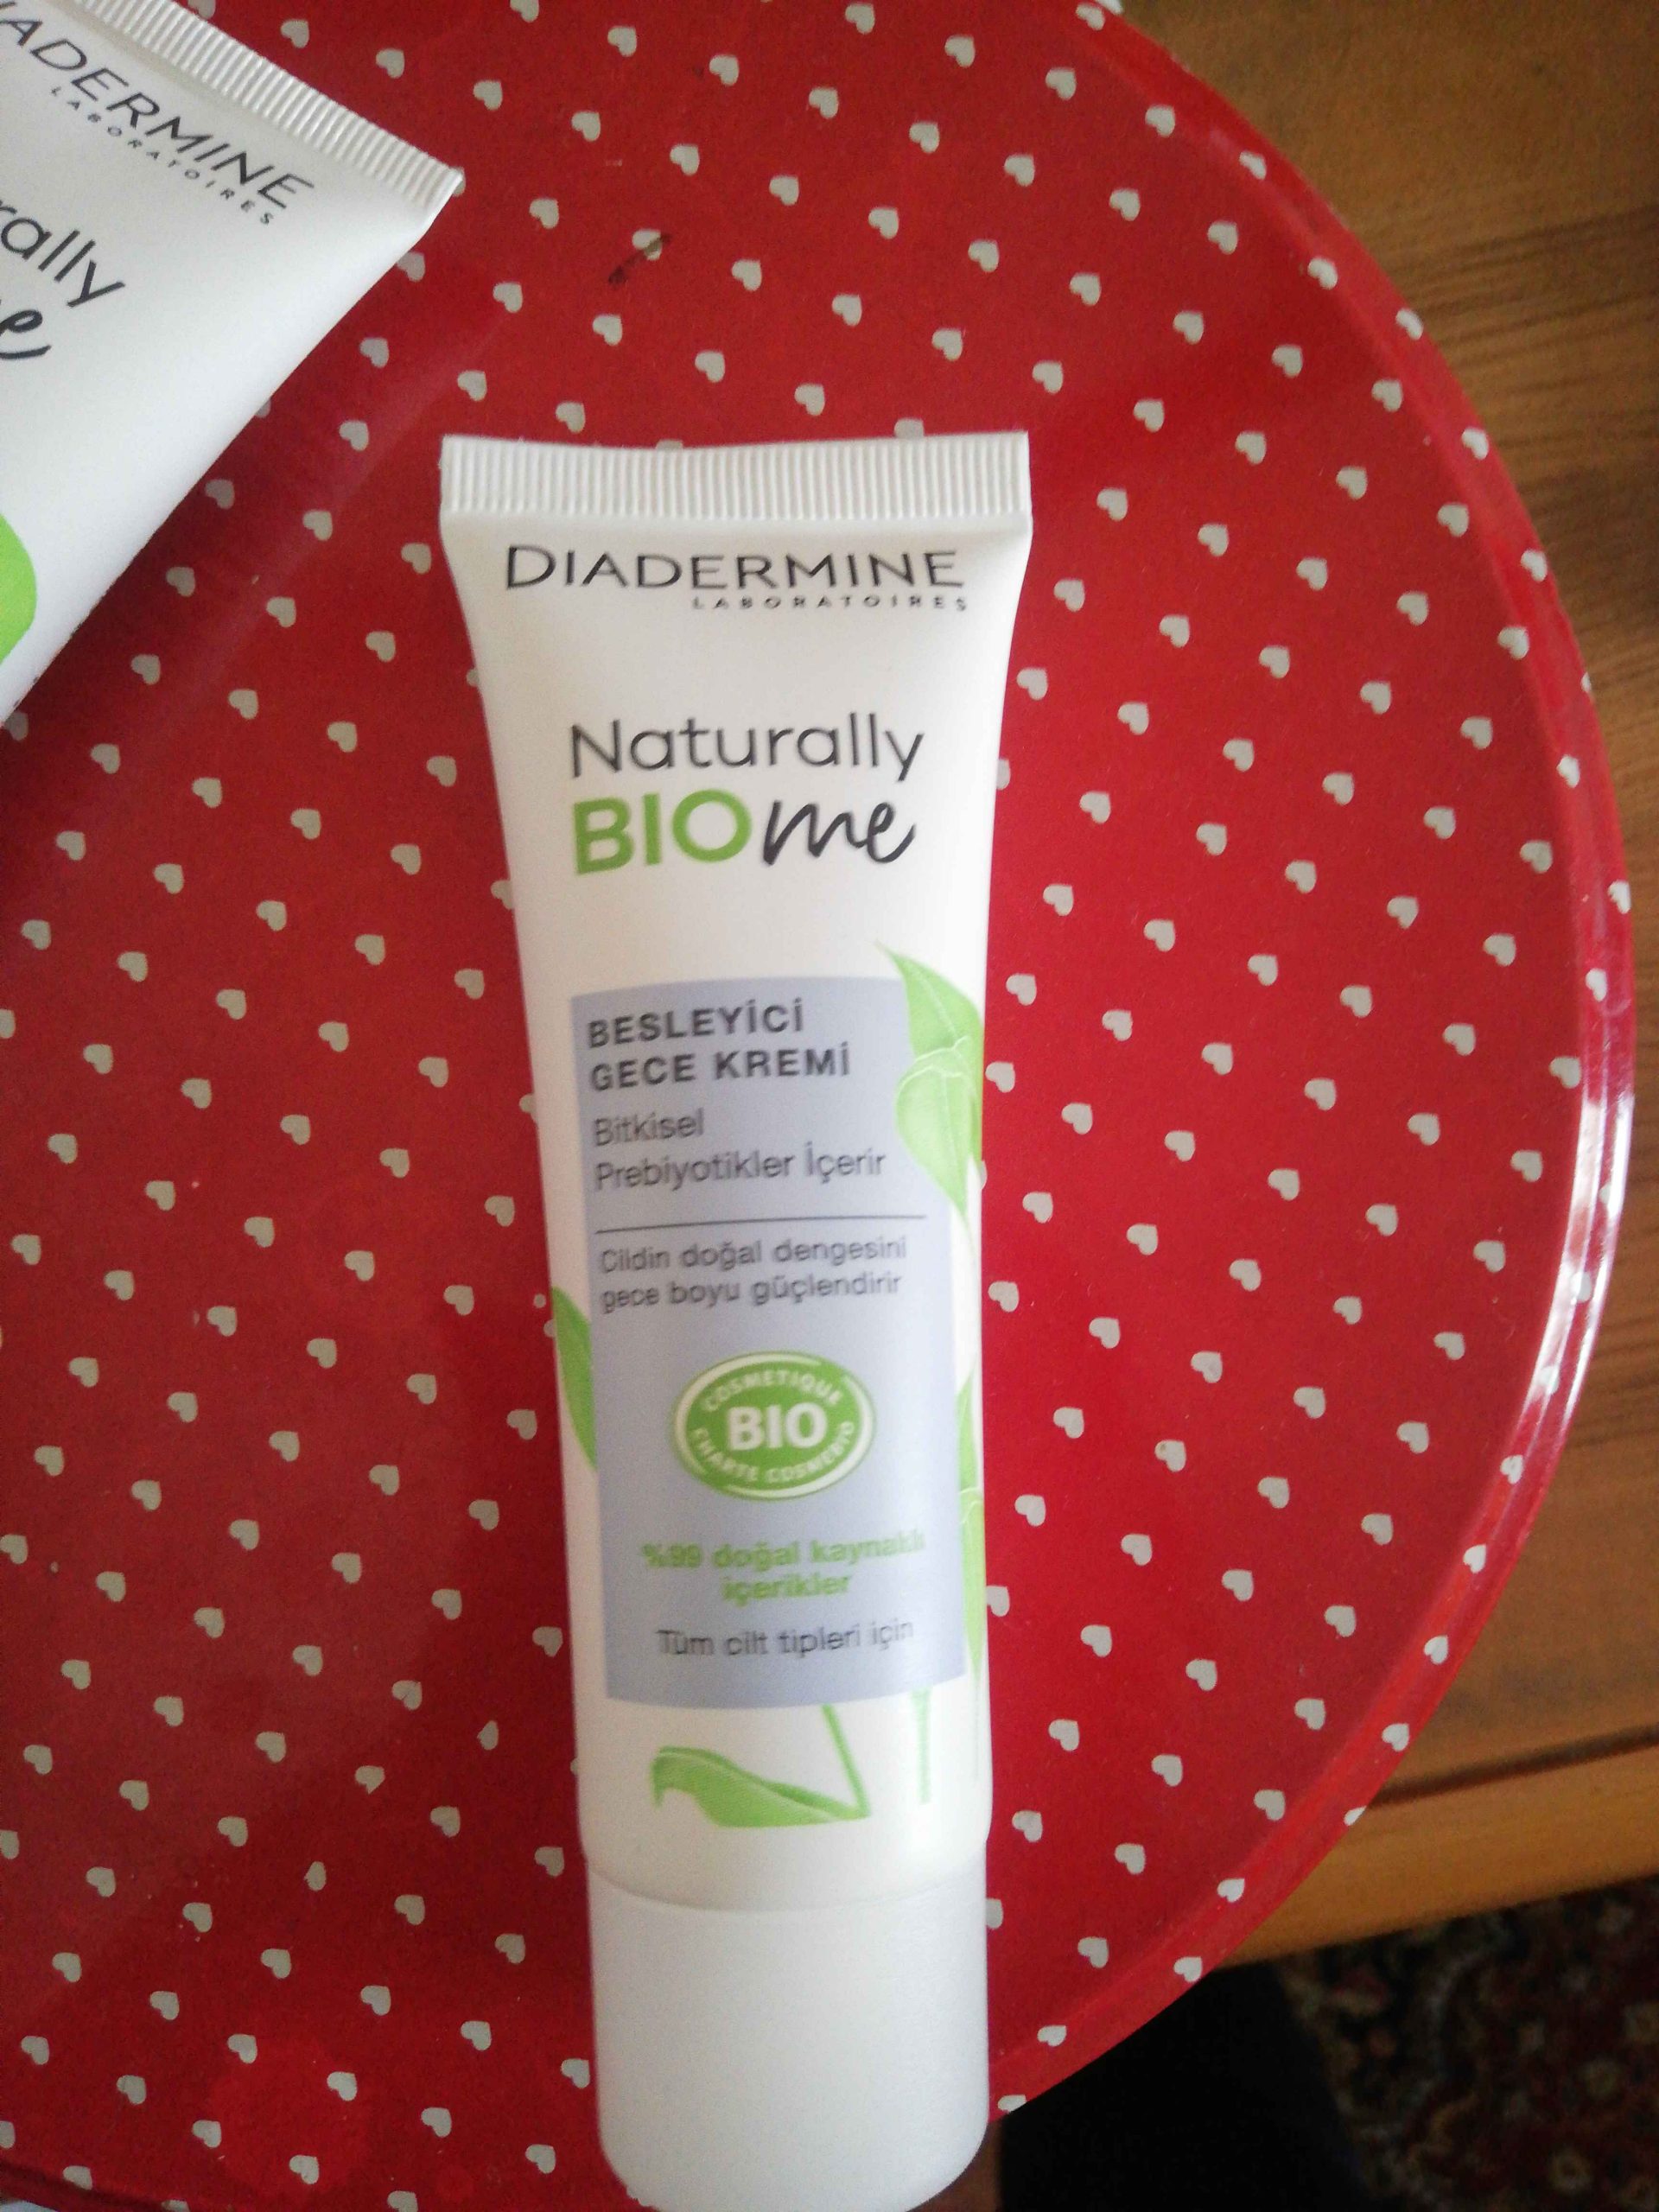 DERMINE
LABORATOIRES
rally
e
DIADERMINE
LABORATOIRES
Naturally
BIOme
BESLEYİCİ
GECE KREMİ
Bitkisel
Prebiyotikler İçerir
Cildin doğal dengesini
gece boyu güçlendirir
COSMETIQUE
BIO
CHARTE COSMEBIO
%99 doğal kaynaklı
içerikler
Tüm cilt tipleri için